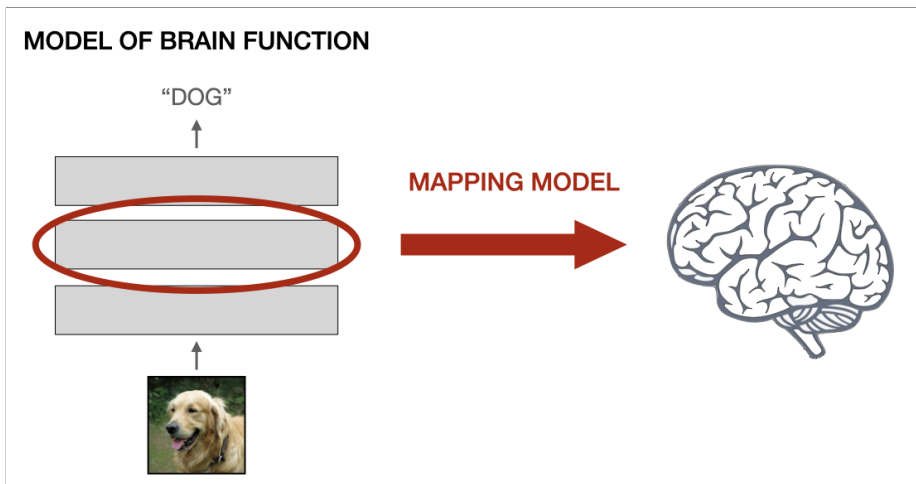 MODEL OF BRAIN FUNCTION
“DOG”
MAPPING MODEL